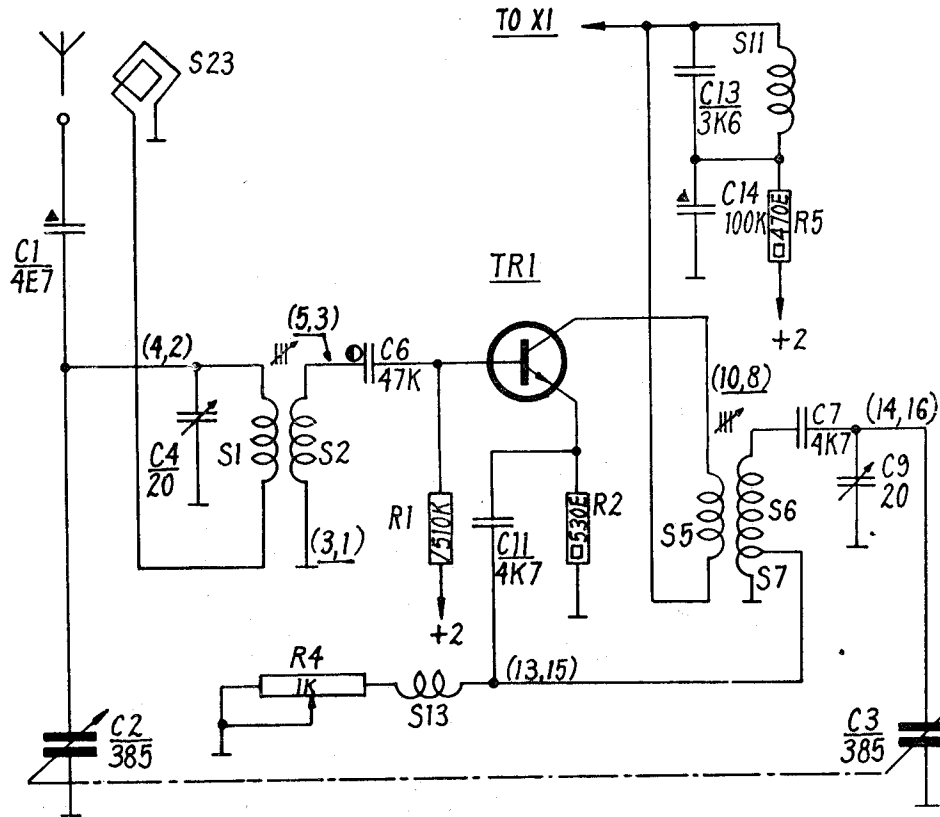 TO X1
S23
S11
C13
3K6
C14
100K
470E
R5
+2
C1
4E7
TR1
(5,3)
(4,2)
C6
47K
(10,8)
C7
4K7
(14,16)
C4
20
S1
S2
C9
20
R1
510K
C11
4K7
530E
R2
S5
S6
S7
(3,1)
+2
R4
1K
S13
(13,15)
C2
385
C3
385